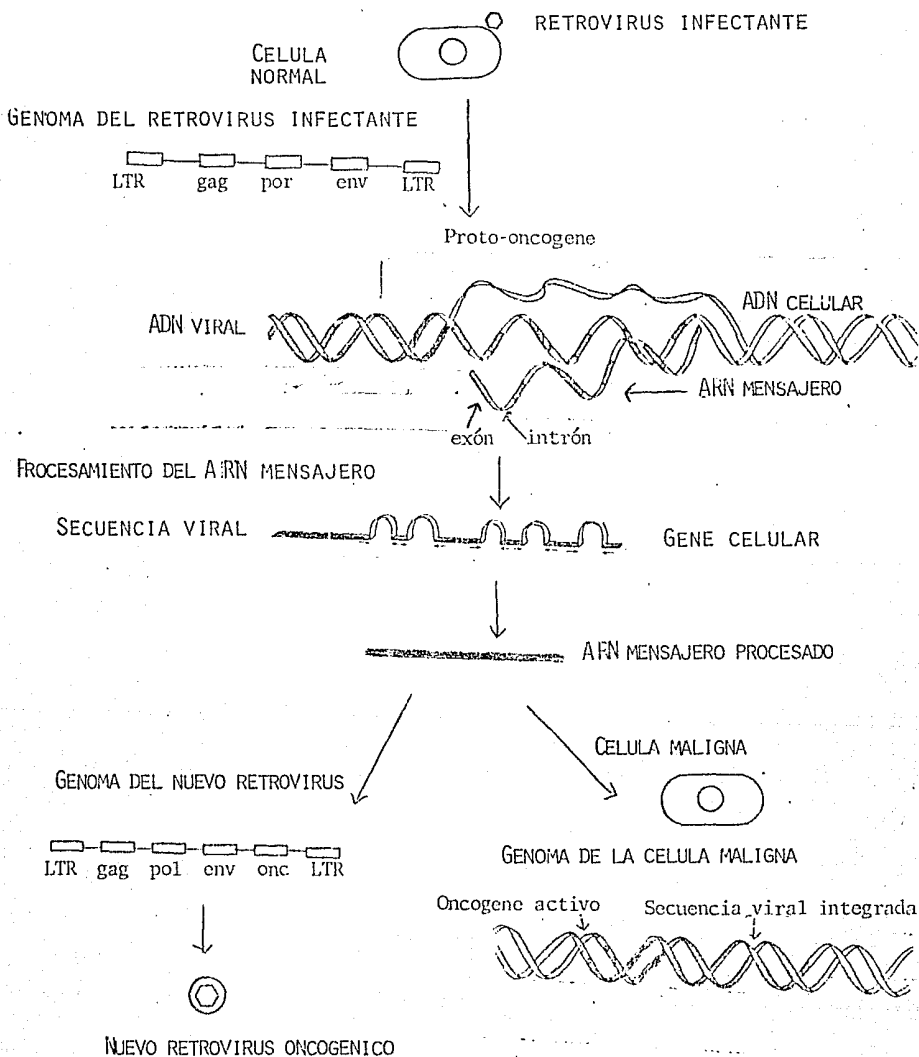 RETROVIRUS INFECTANTE
CELULA
NORMAL
GENOMA DEL RETROVIRUS INFECTANTE
LTR gag por env LTR
Proto-oncogene
ADN VIRAL
ADN CELULAR
ARN MENSAJERO
exón intrón
PROCESAMIENTO DEL ARN MENSAJERO
SECUENCIA VIRAL
GENE CELULAR
ARN MENSAJERO PROCESADO
CELULA MALIGNA
GENOMA DEL NUEVO RETROVIRUS
LTR gag pol env onc LTR
GENOMA DE LA CELULA MALIGNA
Oncogene activo Secuencia viral integrada
NUEVO RETROVIRUS ONCOGENICO